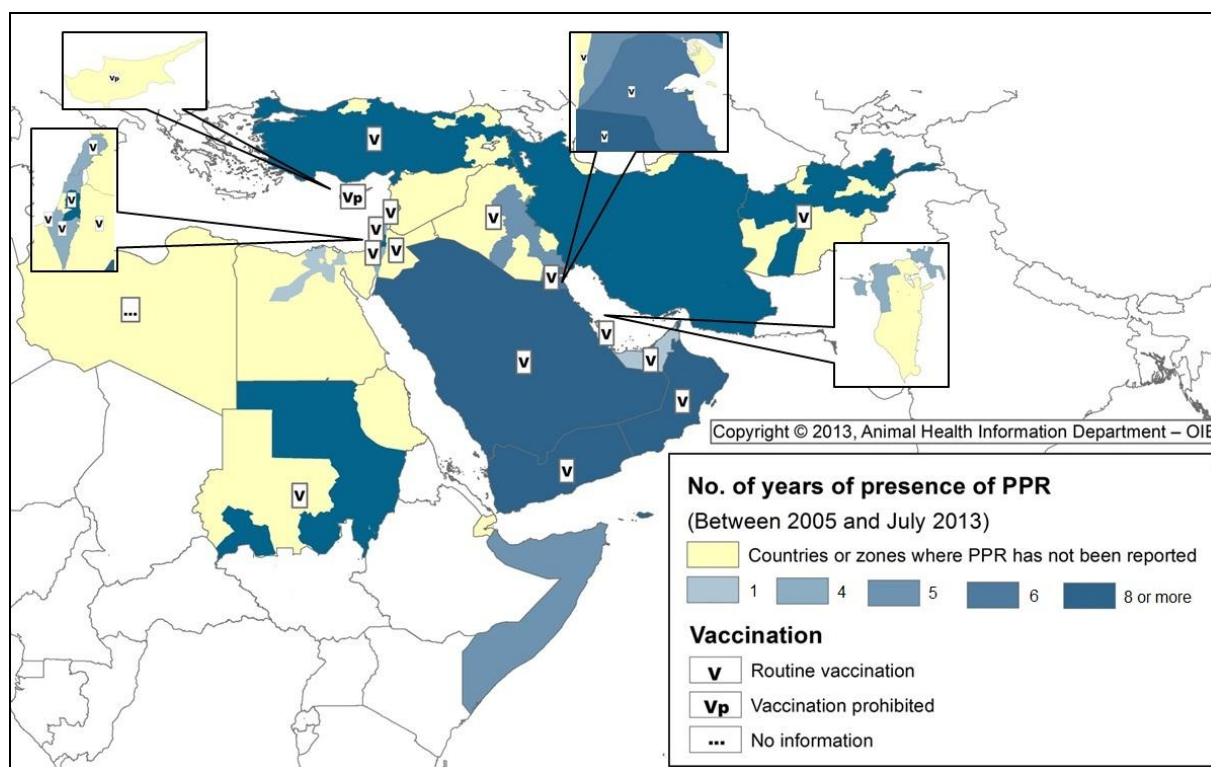 Vp
V
V
V
V
V
V
V
V
V
Vp
V
V
V
V
V
V
V
V
...
V
V
V
V
V
V
Copyright © 2013, Animal Health Information Department – OIE
No. of years of presence of PPR
(Between 2005 and July 2013)
Countries or zones where PPR has not been reported
1 4 5 6 8 or more
Vaccination
V Routine vaccination
Vp Vaccination prohibited
... No information